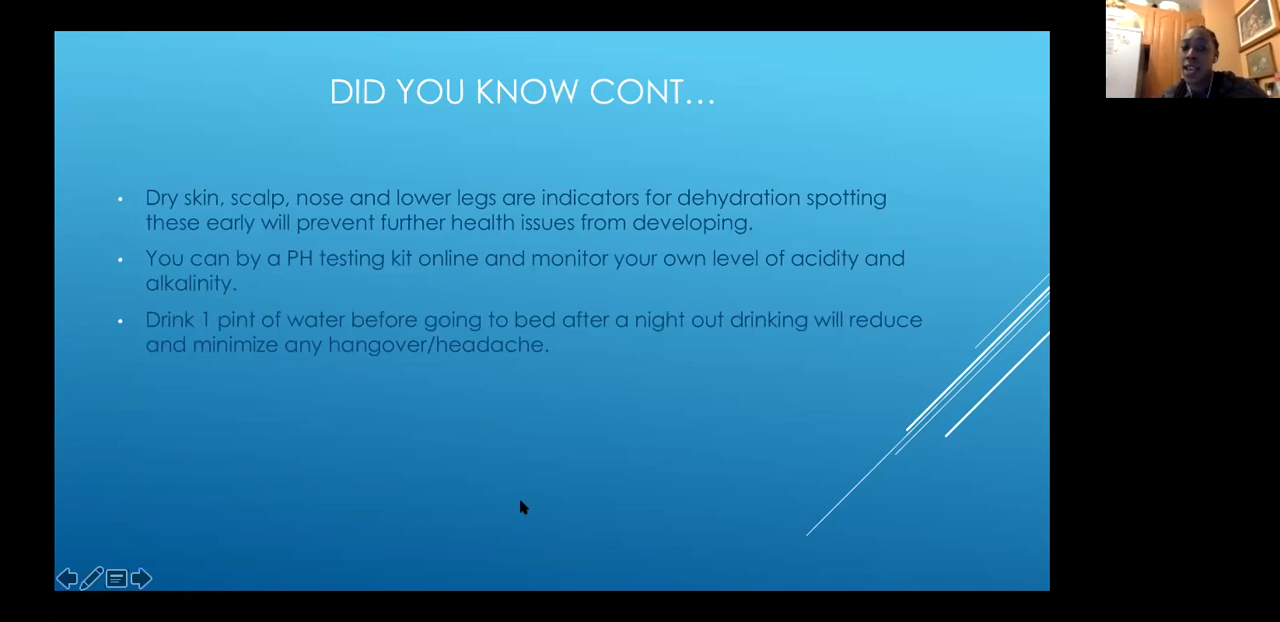 DID YOU KNOW CONT...
• Dry skin, scalp, nose and lower legs are indicators for dehydration spotting
these early will prevent further health issues from developing.
• You can by a PH testing kit online and monitor your own level of acidity and
alkalinity.
• Drink 1 pint of water before going to bed after a night out drinking will reduce
and minimize any hangover/headache.